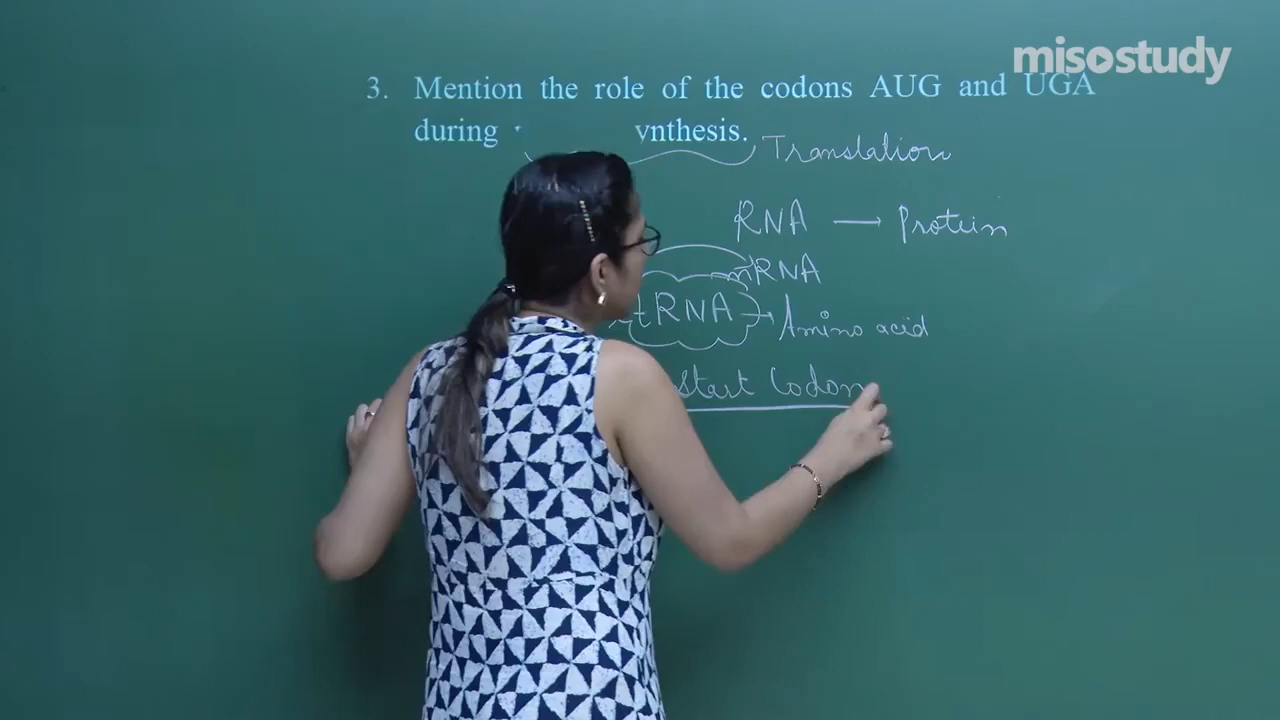 misostudy
3. Mention the role of the codons AUG and UGA
during ynthesis.
Translation
RNA → Protein
mRNA
tRNA → Amino acid
Start Codon